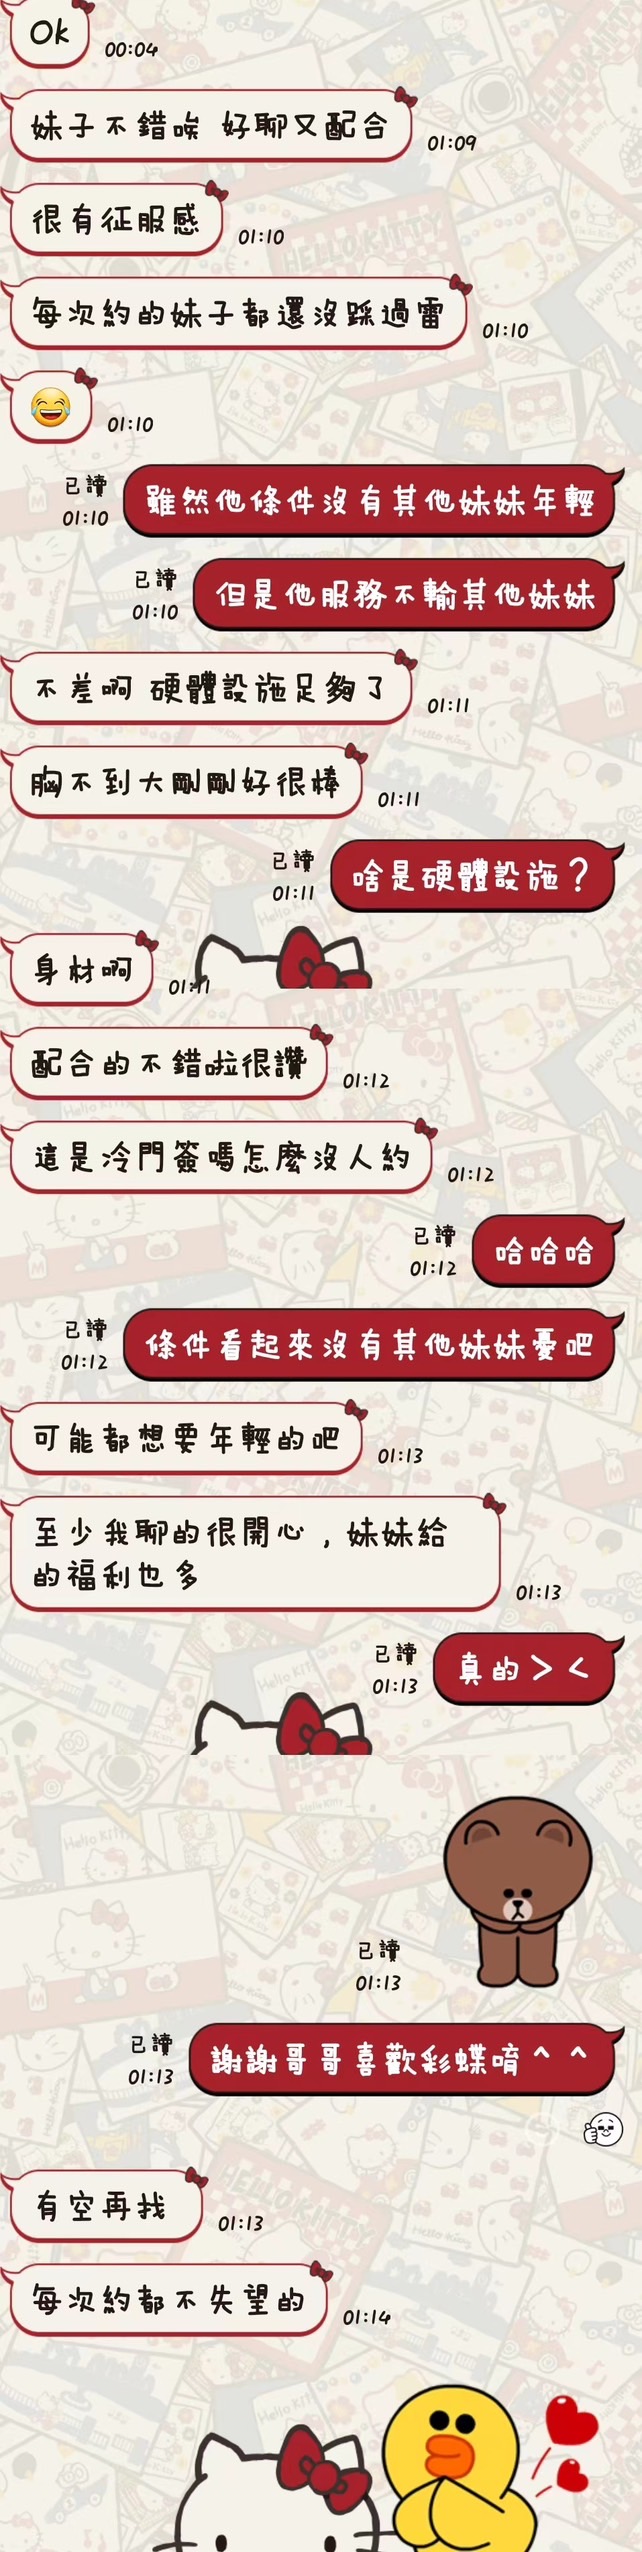 Ok
00:04
妹子不錯唉 好聊又配合
01:09
很有征服感
01:10
每次約的妹子都還沒踩過雷
01:10
01:10
已讀
01:10
雖然他條件沒有其他妹妹年輕
已讀
01:10
但是他服務不輸其他妹妹
不差啊 硬體設施足夠了
01:11
胸不到大剛剛好很棒
01:11
已讀
01:11
啥是硬體設施？
身材啊
01:11
配合的不錯啦很讚
01:12
這是冷門簽嗎怎麼沒人約
01:12
已讀
01:12
哈哈哈
已讀
01:12
條件看起來沒有其他妹妹憂吧
可能都想要年輕的吧
01:13
至少我聊的很開心，妹妹給
的福利也多
01:13
已讀
01:13
真的＞＜
已讀
01:13
已讀
01:13
謝謝哥哥喜歡彩蝶唷^ ^
有空再找
01:13
每次約都不失望的
01:14